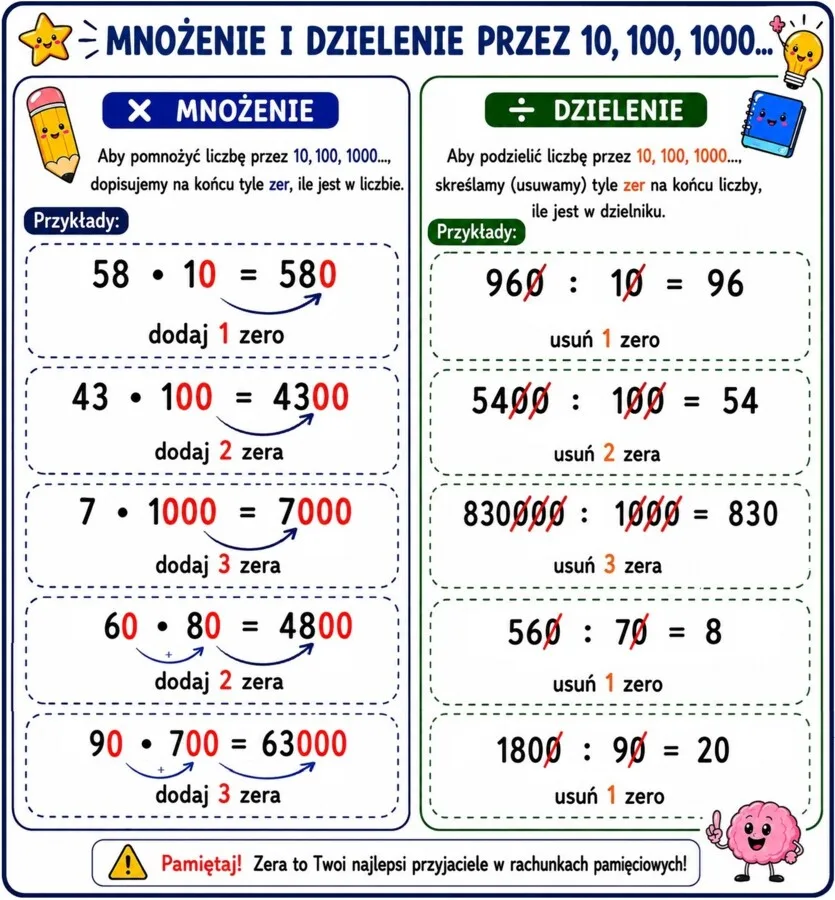 MNOŻENIE I DZIELENIE PRZEZ 10, 100, 1000...
× MNOŻENIE
Aby pomnożyć liczbę przez 10, 100, 1000...,
dopisujemy na końcu tyle zer, ile jest w liczbie.
Przykłady:
58 • 10 = 580
dodaj 1 zero
43 • 100 = 4300
dodaj 2 zera
7 • 1000 = 7000
dodaj 3 zera
60 • 80 = 4800
+
dodaj 2 zera
90 • 700 = 63000
+
dodaj 3 zera
÷ DZIELENIE
Aby podzielić liczbę przez 10, 100, 1000...,
skreślamy (usuwamy) tyle zer na końcu liczby,
ile jest w dzielniku.
Przykłady:
960 : 10 = 96
usuń 1 zero
5400 : 100 = 54
usuń 2 zera
830000 : 1000 = 830
usuń 3 zera
560 : 70 = 8
usuń 1 zero
1800 : 90 = 20
usuń 1 zero
! Pamiętaj! Zera to Twoi najlepsi przyjaciele w rachunkach pamięciowych!